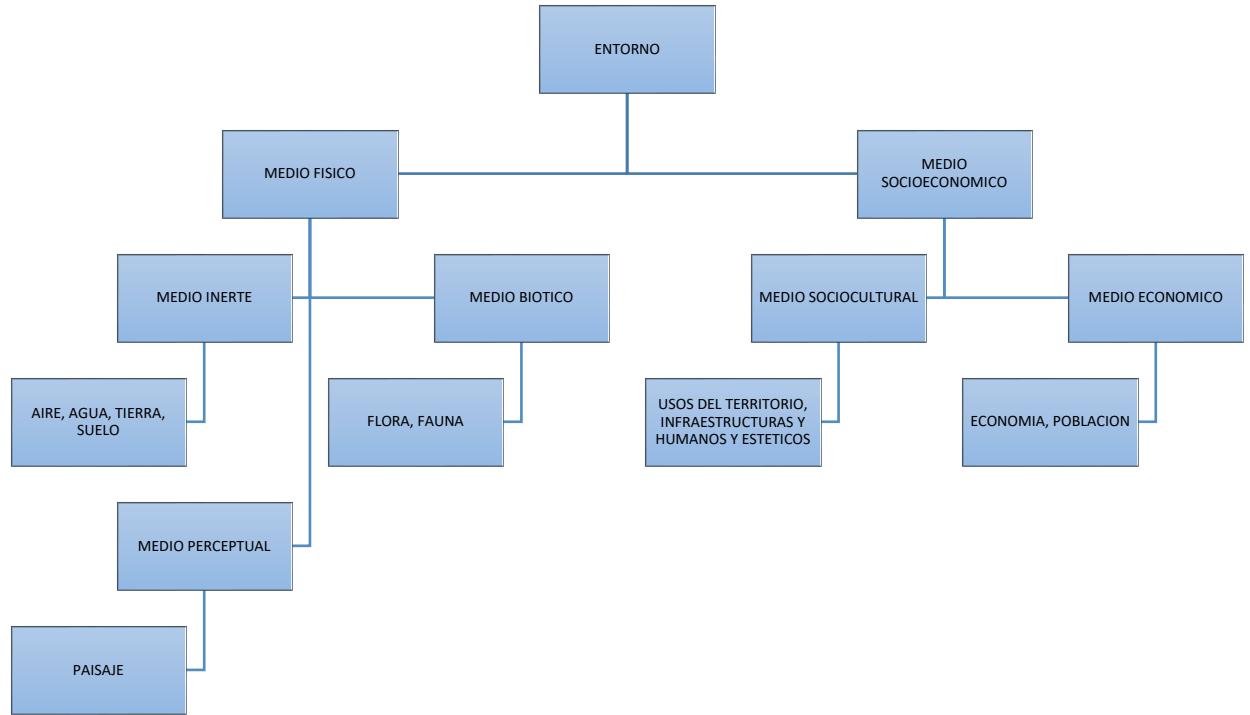 ENTORNO
MEDIO FISICO
MEDIO
SOCIOECONOMICO
MEDIO INERTE
MEDIO BIOTICO
MEDIO SOCIOCULTURAL
MEDIO ECONOMICO
AIRE, AGUA, TIERRA,
SUELO
FLORA, FAUNA
USOS DEL TERRITORIO,
INFRAESTRUCTURAS Y
HUMANOS Y ESTETICOS
ECONOMIA, POBLACION
MEDIO PERCEPTUAL
PAISAJE